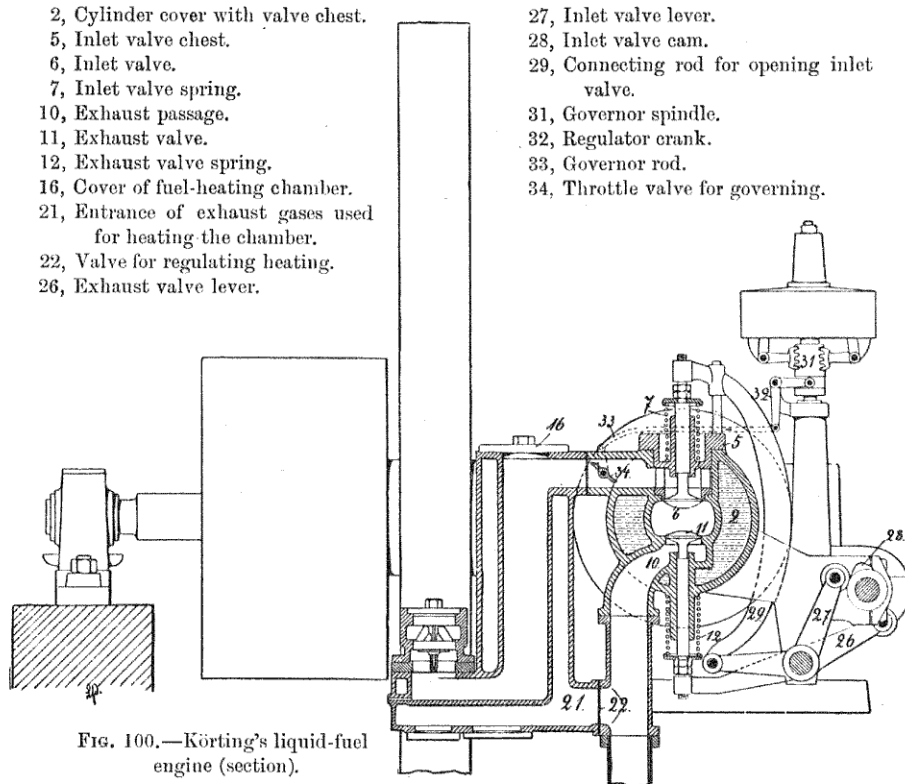 2, Cylinder cover with valve chest.
5, Inlet valve chest.
6, Inlet valve.
7, Inlet valve spring.
10, Exhaust passage.
11, Exhaust valve.
12, Exhaust valve spring.
16, Cover of fuel-heating chamber.
21, Entrance of exhaust gases used
for heating the chamber.
22, Valve for regulating heating.
26, Exhaust valve lever.
27, Inlet valve lever.
28, Inlet valve cam.
29, Connecting rod for opening inlet
valve.
31, Governor spindle.
32, Regulator crank.
33, Governor rod.
34, Throttle valve for governing.
31
32
7
33
16
5
34
6
2
11
10
28
29
27
26
12
21
22
FIG. 100.—Körting's liquid-fuel
engine (section).